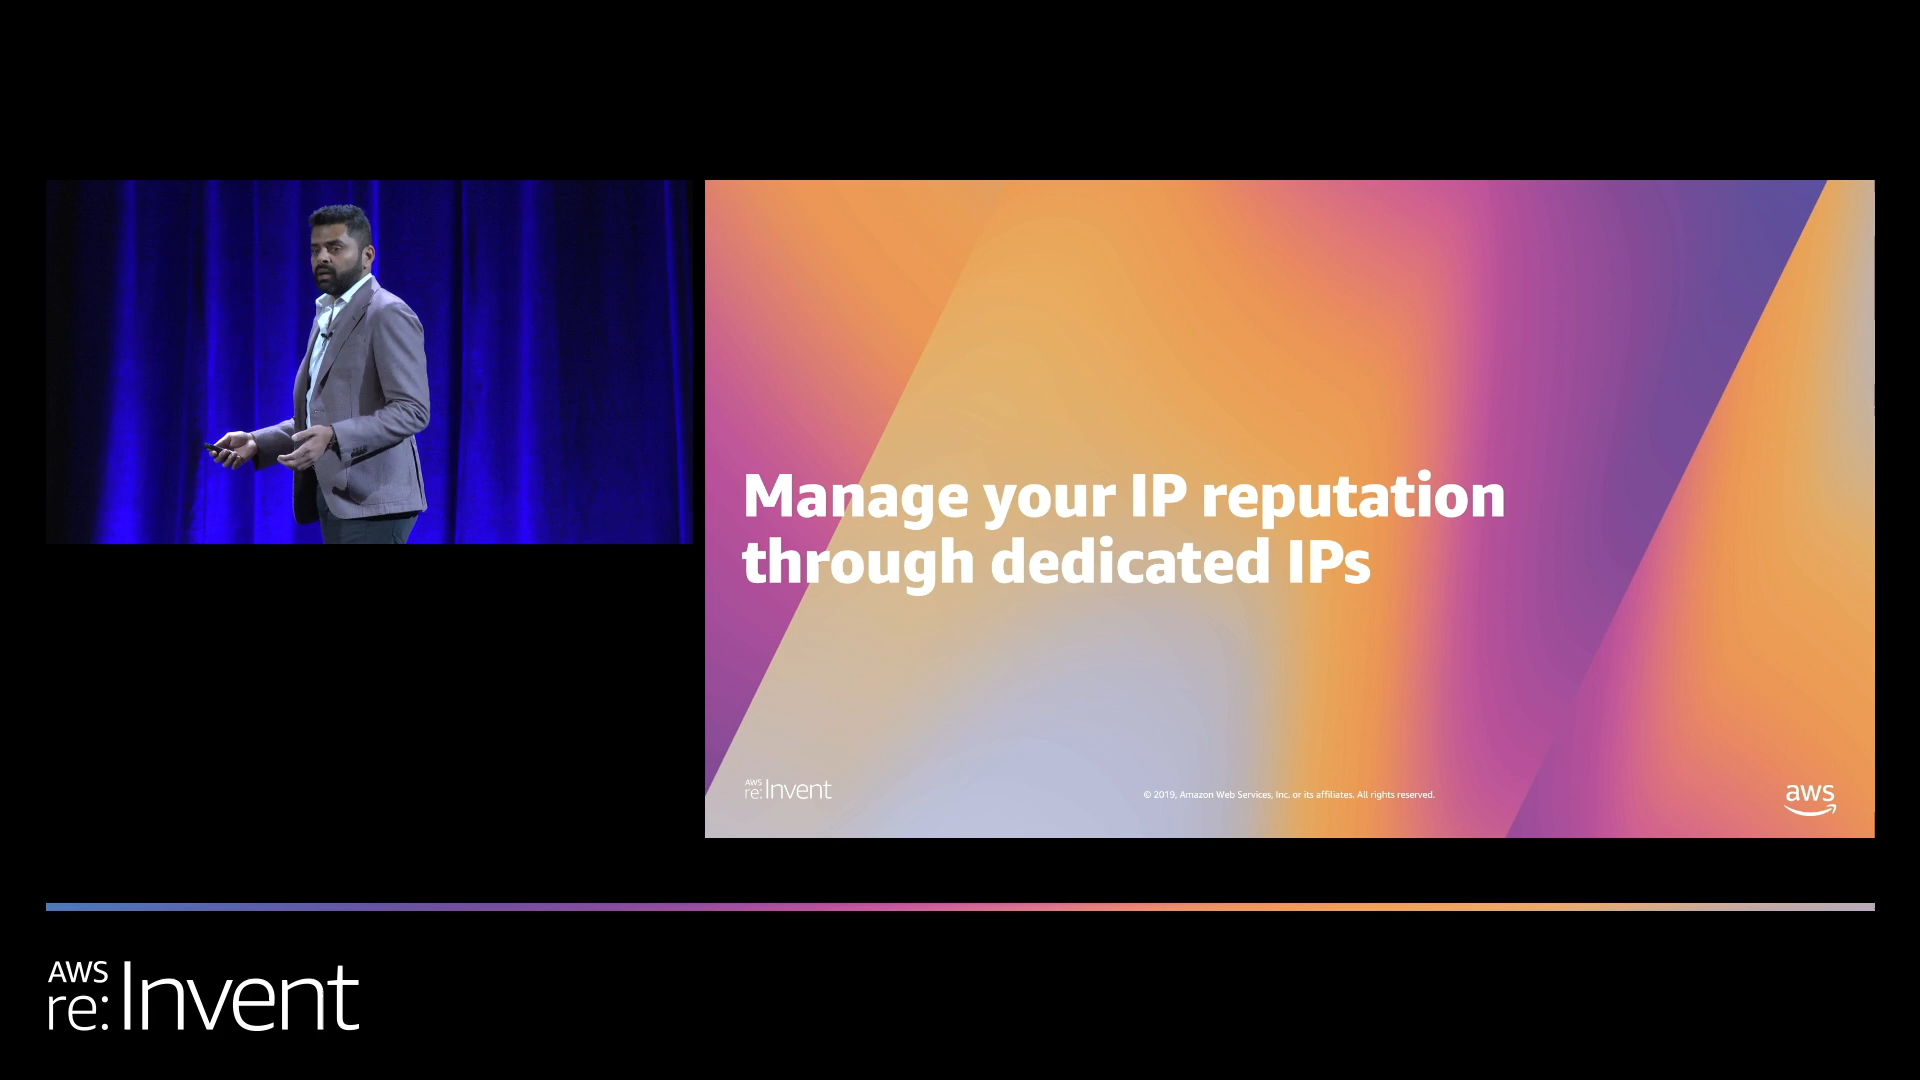 Manage your IP reputation
through dedicated IPs
AWS
re:Invent
© 2019, Amazon Web Services, Inc. or its affiliates. All rights reserved.
aws
AWS
re:Invent